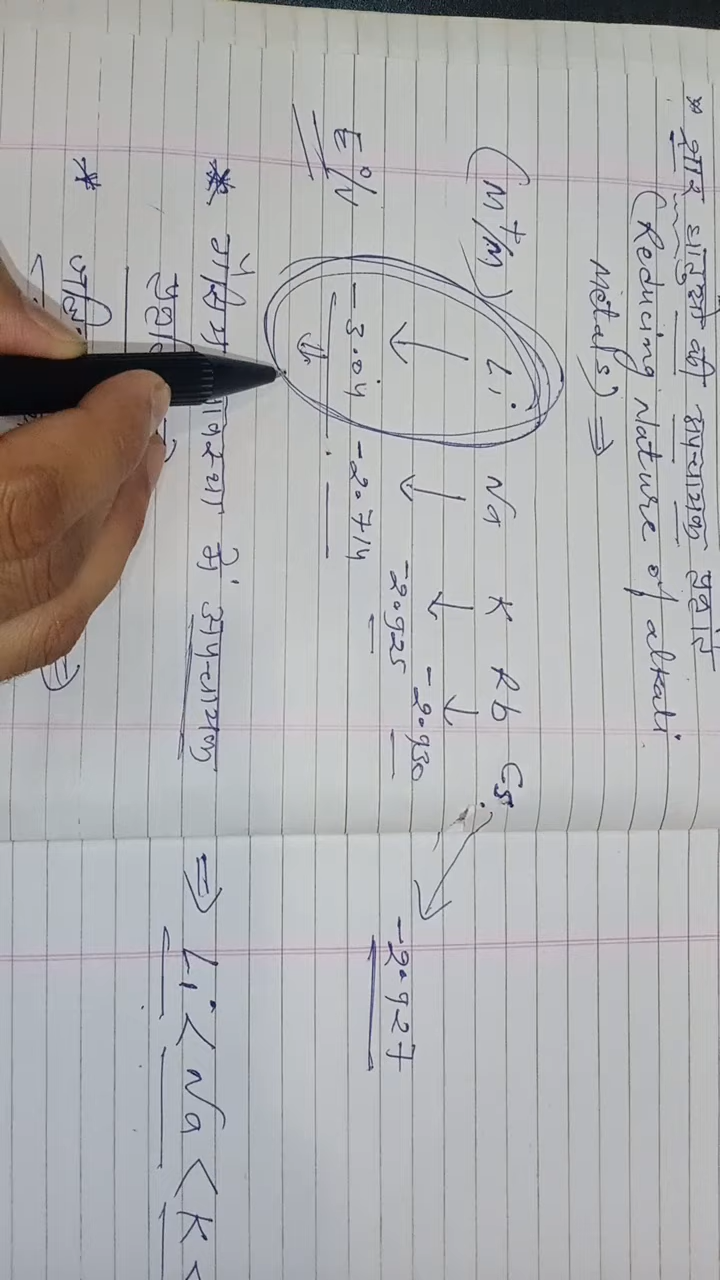 * क्षार धातुओं की अपचायक प्रकृति
(Reducing Nature of alkali
Metals) ⇒
(M⁺/M) Li Na K Rb Cs
↓ ↓ ↓ ↓
E°/V -3.04 -2.714 -2.925 -2.930 -2.927
↓
* गैसीय अवस्था में अपचायक ⇒ Li < Na < K <
*
⇒